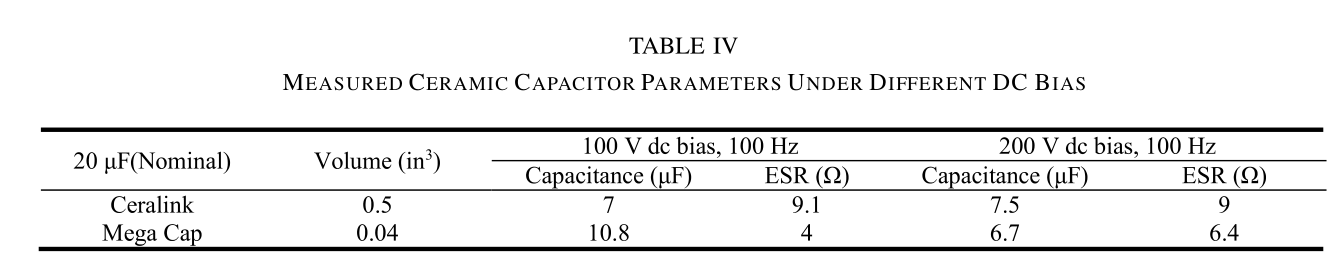 TABLE IV
MEASURED CERAMIC CAPACITOR PARAMETERS UNDER DIFFERENT DC BIAS
20 μF(Nominal) Volume (in³) 100 V dc bias, 100 Hz 200 V dc bias, 100 Hz
Capacitance (μF) ESR (Ω) Capacitance (μF) ESR (Ω)
Ceralink 0.5 7 9.1 7.5 9
Mega Cap 0.04 10.8 4 6.7 6.4